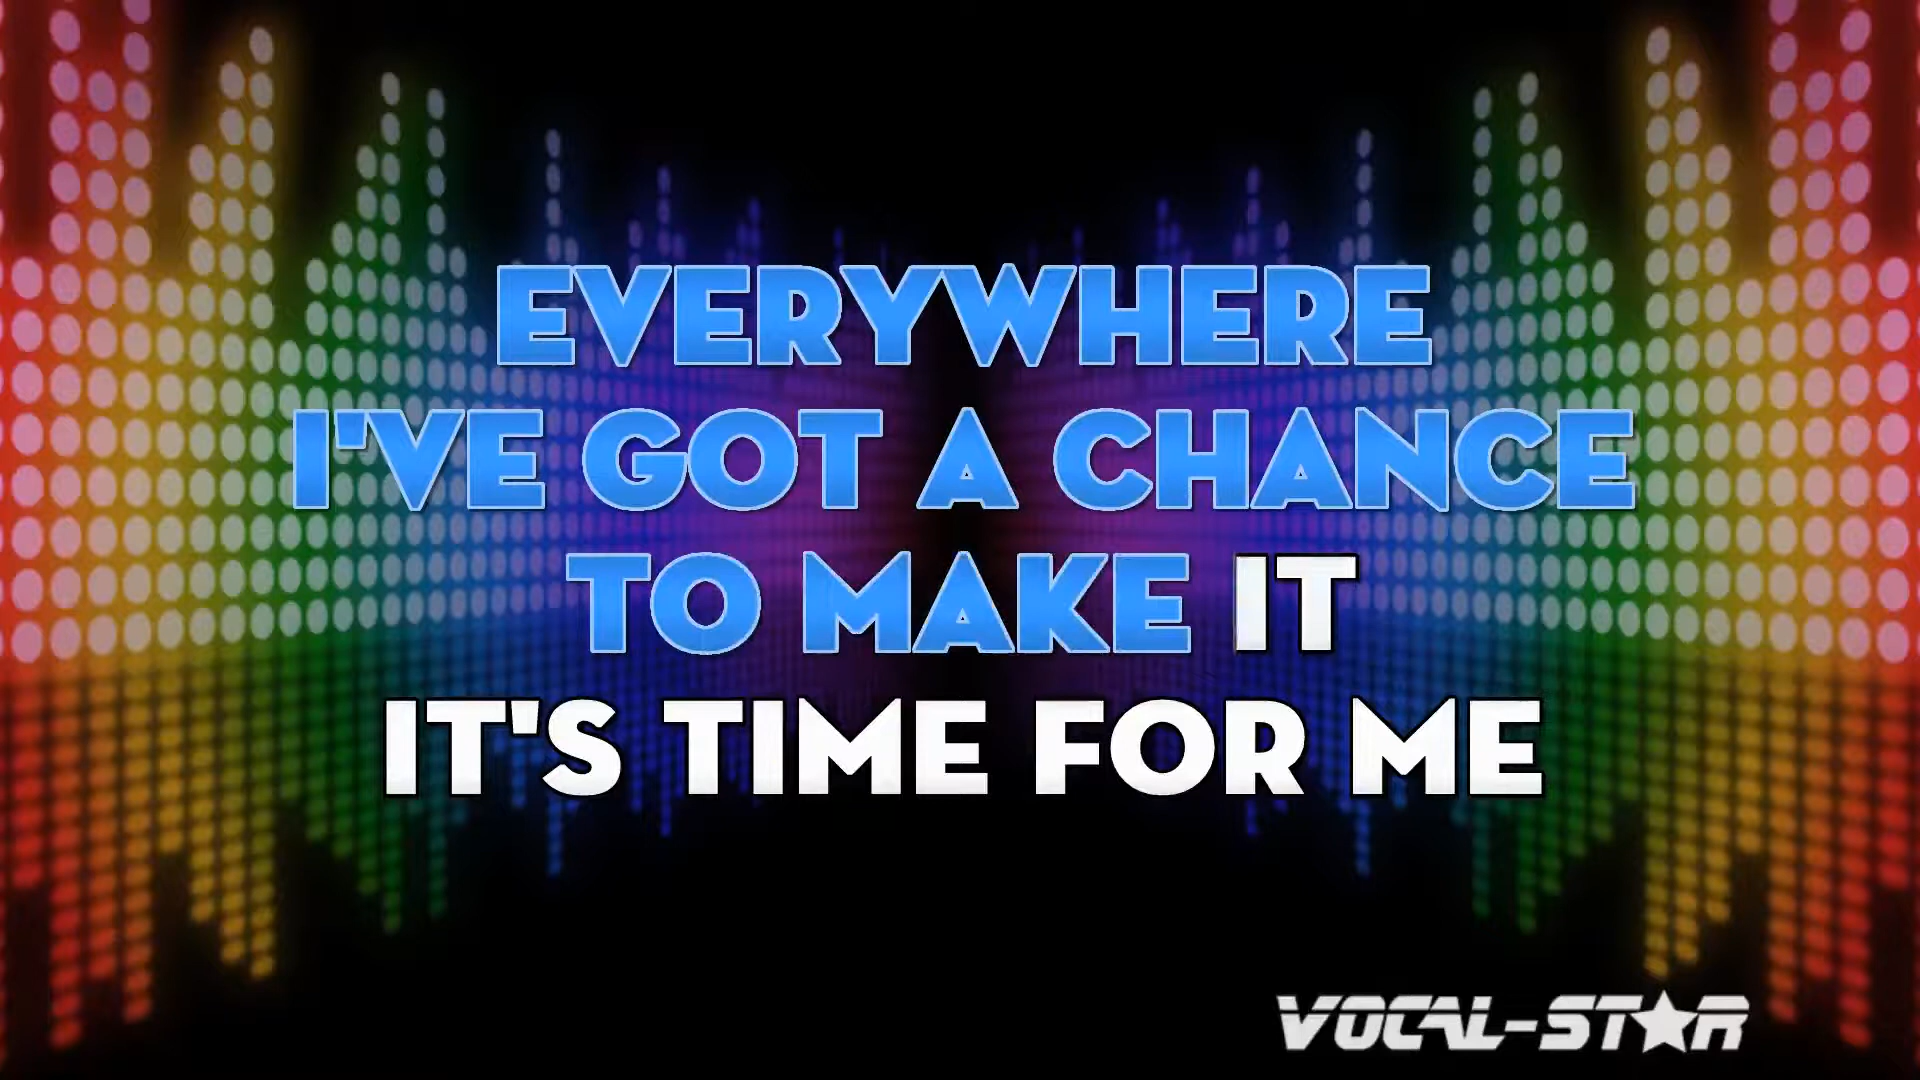 EVERYWHERE
I'VE GOT A CHANCE
TO MAKE IT
IT'S TIME FOR ME
VOCAL-STAR